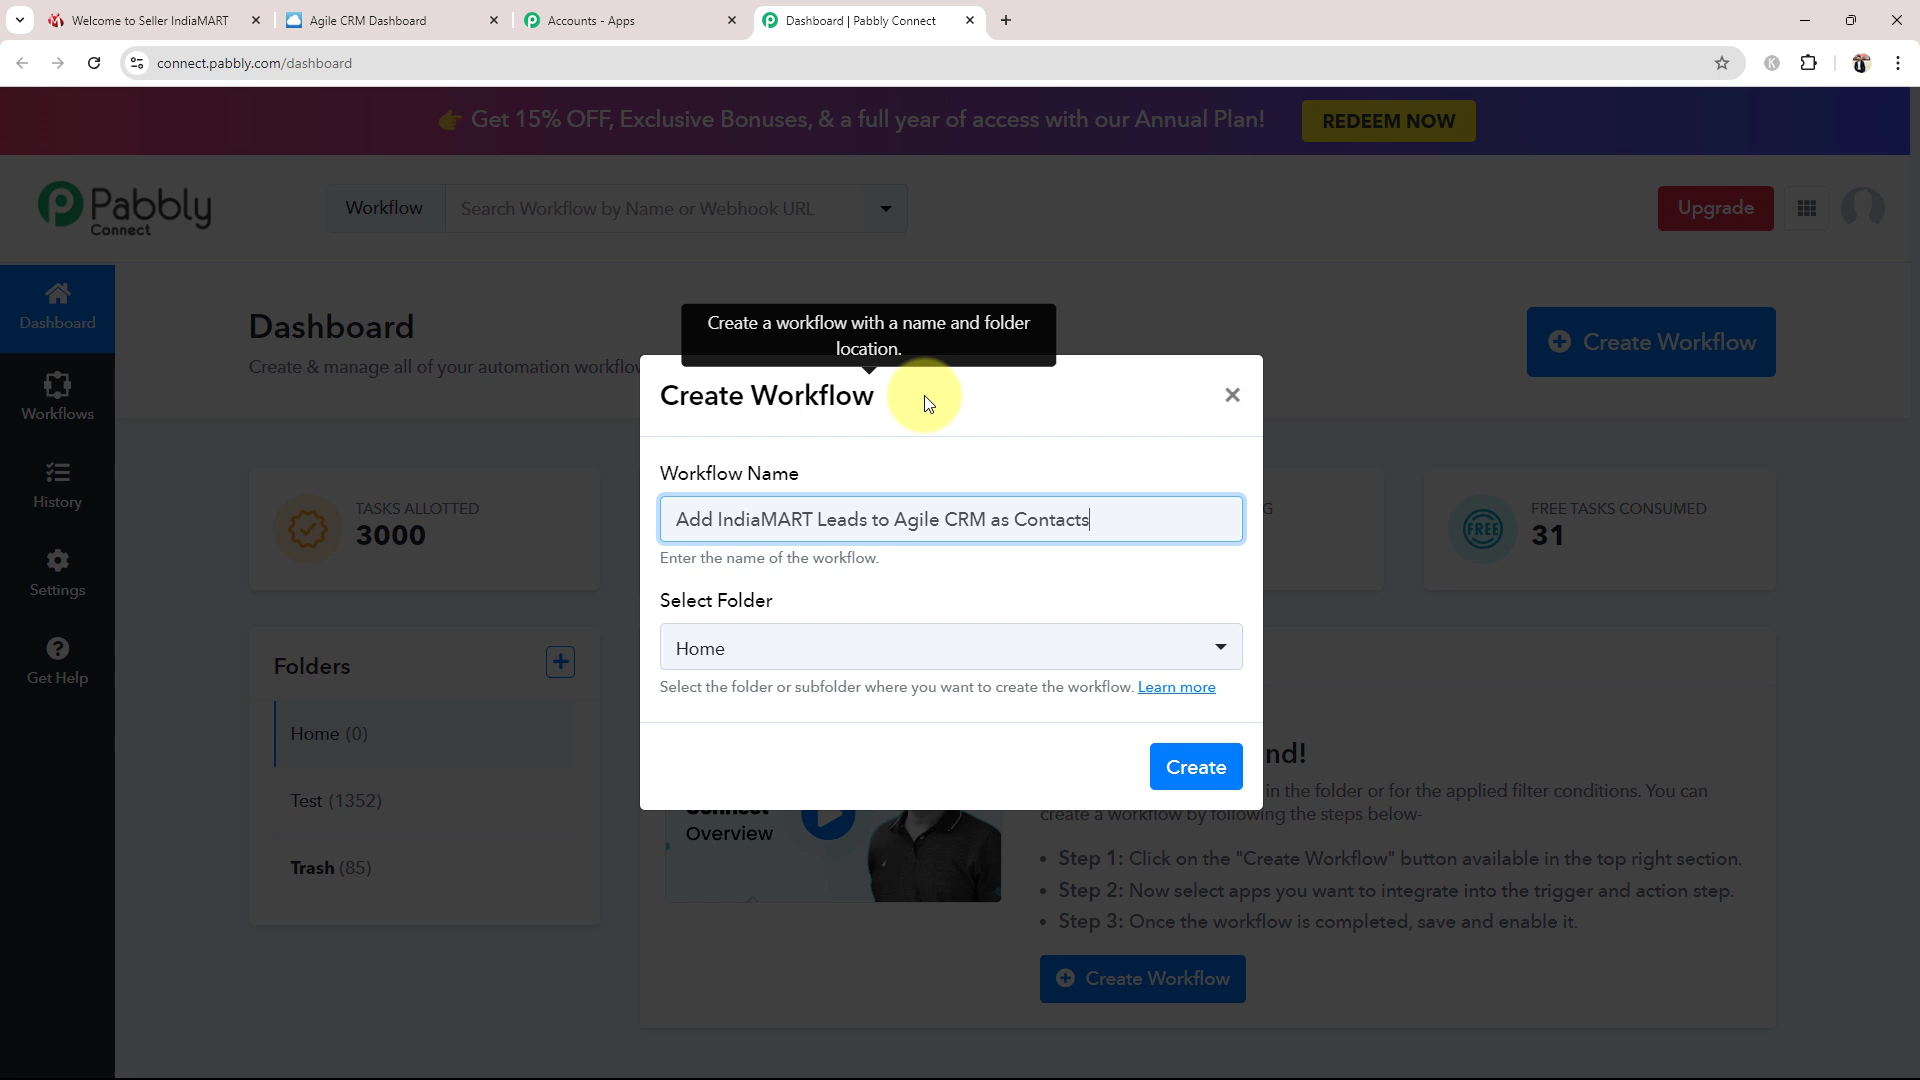 Welcome to Seller IndiaMART
Agile CRM Dashboard
Accounts - Apps
Dashboard | Pabbly Connect
connect.pabbly.com/dashboard
K
👉 Get 15% OFF, Exclusive Bonuses, & a full year of access with our Annual Plan!
REDEEM NOW
Pabbly
Connect
Workflow
Search Workflow by Name or Webhook URL
Upgrade
Dashboard
Workflows
History
Settings
Get Help
Dashboard
Create & manage all of your automation workflo
Create Workflow
Create a workflow with a name and folder
location.
Create Workflow
Workflow Name
Add IndiaMART Leads to Agile CRM as Contacts
Enter the name of the workflow.
Select Folder
Home
Select the folder or subfolder where you want to create the workflow. Learn more
Create
TASKS ALLOTTED
3000
G
FREE
FREE TASKS CONSUMED
31
Folders
Home (0)
Test (1352)
Trash (85)
Overview
nd!
in the folder or for the applied filter conditions. You can
create a workflow by following the steps below-
• Step 1: Click on the "Create Workflow" button available in the top right section.
• Step 2: Now select apps you want to integrate into the trigger and action step.
• Step 3: Once the workflow is completed, save and enable it.
Create Workflow